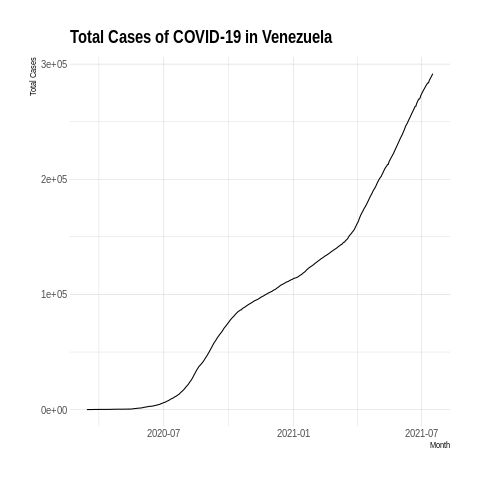 Total Cases of COVID-19 in Venezuela
Total Cases
3e+05
2e+05
1e+05
0e+00
2020-07 2021-01 2021-07
Month